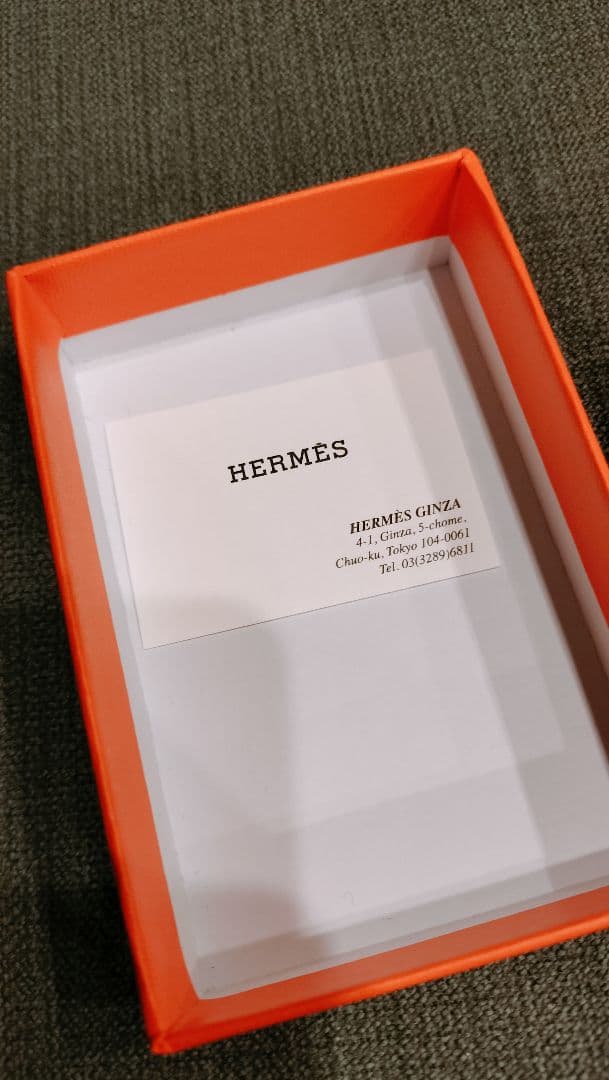 HERMÈS
HERMÈS GINZA
4-1, Ginza, 5-chome,
Chuo-ku, Tokyo 104-0061
Tel. 03(3289)6811